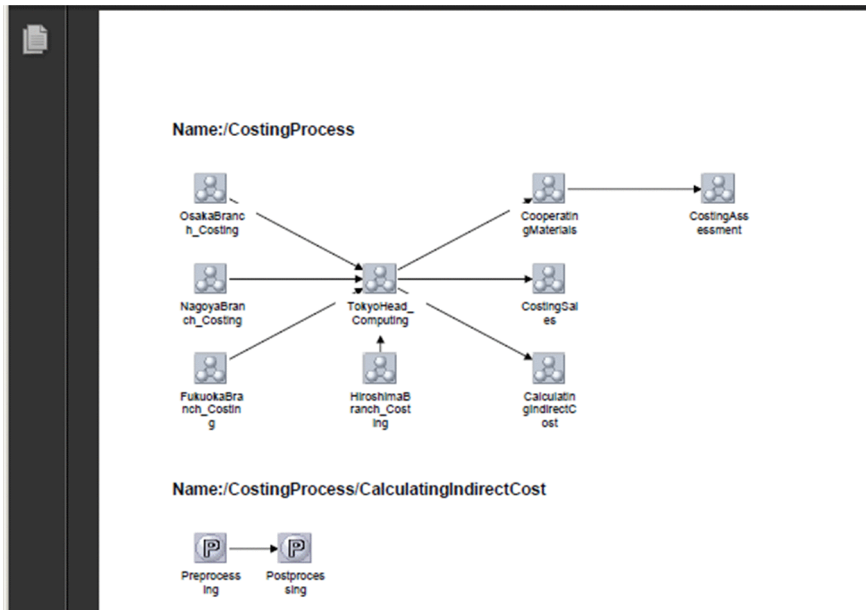 Name:/CostingProcess
OsakaBranc
h_Costing
Cooperatin
gMaterials
CostingAss
essment
NagoyaBran
ch_Costing
TokyoHead_
Computing
CostingSal
es
FukuokaBra
nch_Costin
g
HiroshimaB
ranch_Cost
ing
Calculatin
gIndirectC
ost
Name:/CostingProcess/CalculatingIndirectCost
P
P
Preprocess
ing
Postproces
sing